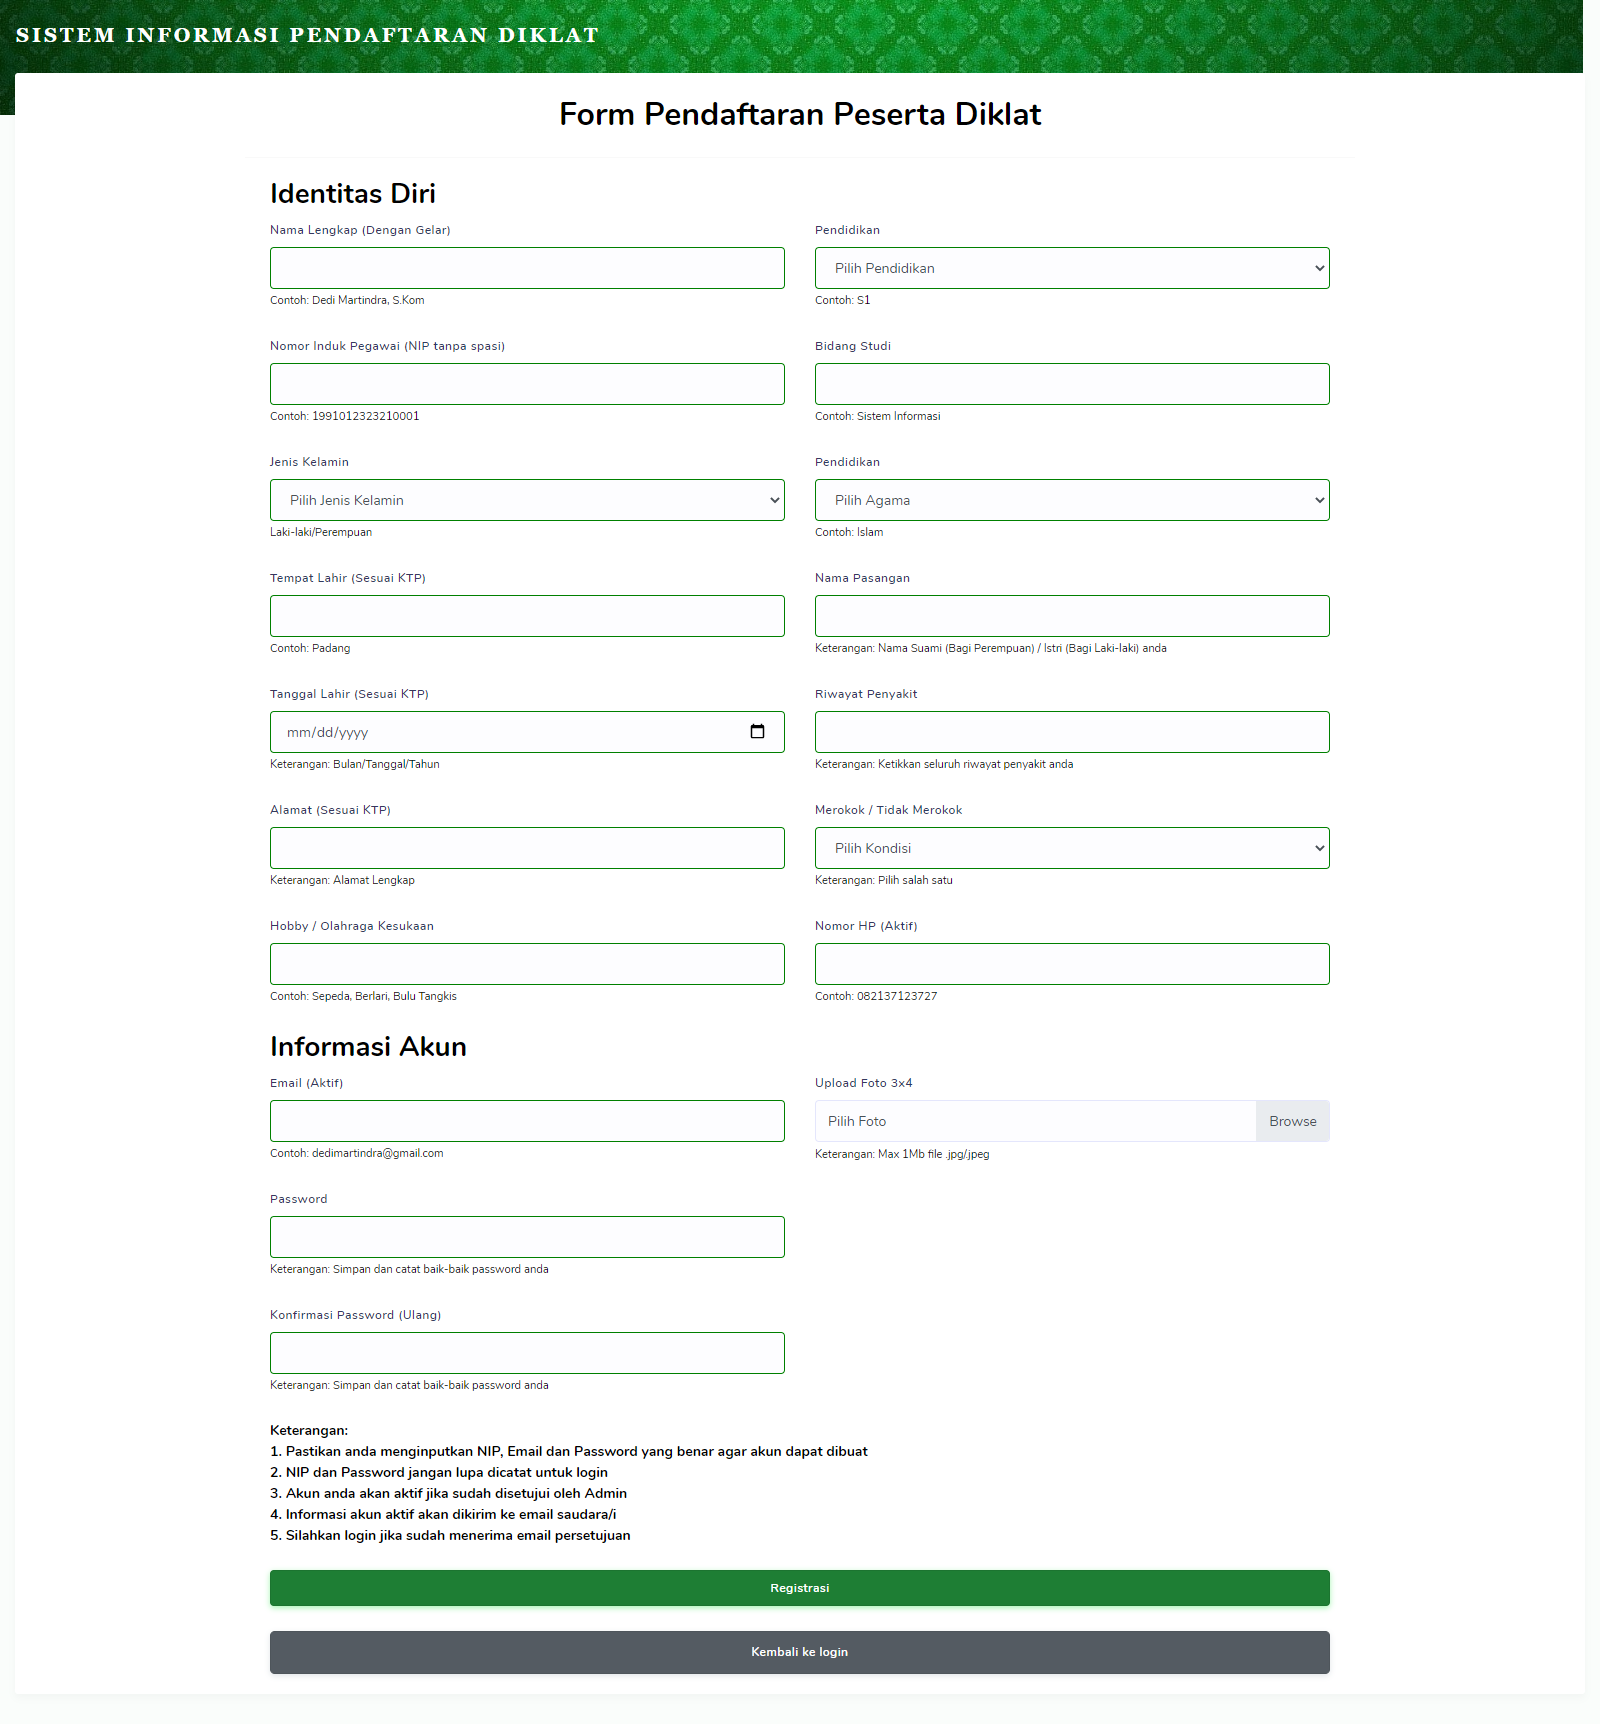 SISTEM INFORMASI PENDAFTARAN DIKLAT
Form Pendaftaran Peserta Diklat
Identitas Diri
Nama Lengkap (Dengan Gelar)
Contoh: Dedi Martindra, S.Kom
Pendidikan
Pilih Pendidikan
Contoh: S1
Nomor Induk Pegawai (NIP tanpa spasi)
Contoh: 1991012323210001
Bidang Studi
Contoh: Sistem Informasi
Jenis Kelamin
Pilih Jenis Kelamin
Laki-laki/Perempuan
Pendidikan
Pilih Agama
Contoh: Islam
Tempat Lahir (Sesuai KTP)
Contoh: Padang
Nama Pasangan
Keterangan: Nama Suami (Bagi Perempuan) / Istri (Bagi Laki-laki) anda
Tanggal Lahir (Sesuai KTP)
mm/dd/yyyy
Keterangan: Bulan/Tanggal/Tahun
Riwayat Penyakit
Keterangan: Ketikkan seluruh riwayat penyakit anda
Alamat (Sesuai KTP)
Keterangan: Alamat Lengkap
Merokok / Tidak Merokok
Pilih Kondisi
Keterangan: Pilih salah satu
Hobby / Olahraga Kesukaan
Contoh: Sepeda, Berlari, Bulu Tangkis
Nomor HP (Aktif)
Contoh: 082137123727
Informasi Akun
Email (Aktif)
Contoh: dedimartindra@gmail.com
Upload Foto 3x4
Pilih Foto
Browse
Keterangan: Max 1Mb file .jpg/.jpeg
Password
Keterangan: Simpan dan catat baik-baik password anda
Konfirmasi Password (Ulang)
Keterangan: Simpan dan catat baik-baik password anda
Keterangan:
1. Pastikan anda menginputkan NIP, Email dan Password yang benar agar akun dapat dibuat
2. NIP dan Password jangan lupa dicatat untuk login
3. Akun anda akan aktif jika sudah disetujui oleh Admin
4. Informasi akun aktif akan dikirim ke email saudara/i
5. Silahkan login jika sudah menerima email persetujuan
Registrasi
Kembali ke login